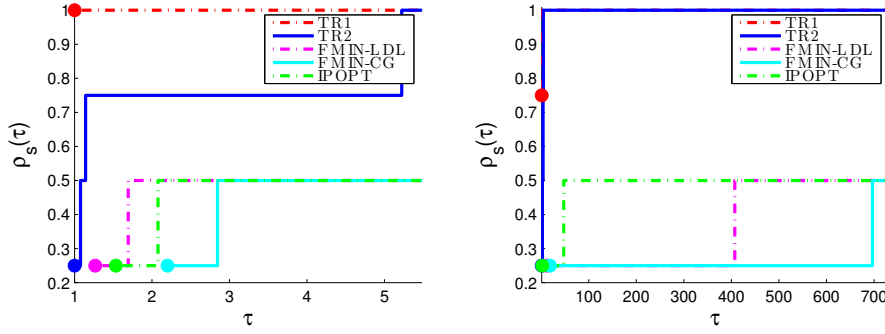 1
0.9
0.8
0.7
0.6
0.5
0.4
0.3
0.2
ρ_s(τ)
1 2 3 4 5
τ
TR1
TR2
FMIN-LDL
FMIN-CG
IPOPT
1
0.9
0.8
0.7
0.6
0.5
0.4
0.3
0.2
ρ_s(τ)
100 200 300 400 500 600 700
τ
TR1
TR2
FMIN-LDL
FMIN-CG
IPOPT